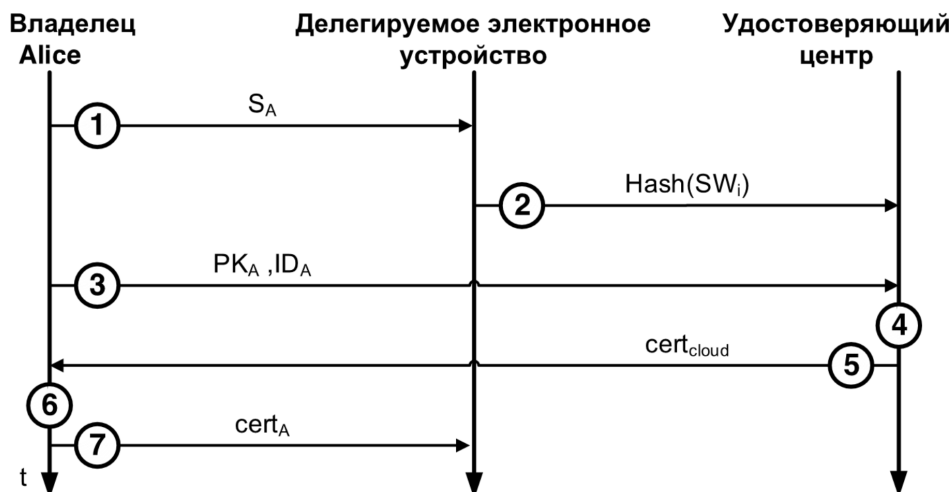 Владелец
Alice
Делегируемое электронное
устройство
Удостоверяющий
центр
1
S_A
2
Hash(SW_i)
3
PK_A ,ID_A
4
cert_cloud
5
6
7
cert_A
t